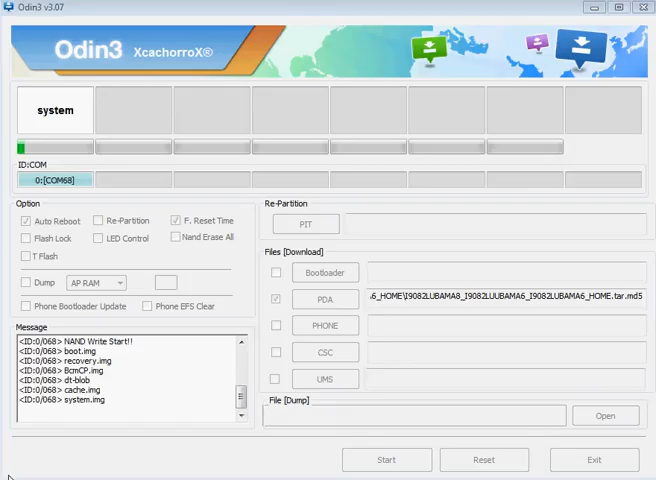 Odin3 v3.07
Odin3 XcachorroX®
system
ID:COM
0:[COM68]
Option
Auto Reboot
Re-Partition
F. Reset Time
Flash Lock
LED Control
Nand Erase All
T Flash
Dump
AP RAM
Phone Bootloader Update
Phone EFS Clear
Message
<ID:0/068> NAND Write Start!!
<ID:0/068> boot.img
<ID:0/068> recovery.img
<ID:0/068> BcmCP.img
<ID:0/068> dt-blob
<ID:0/068> cache.img
<ID:0/068> system.img
Re-Partition
PIT
Files [Download]
Bootloader
PDA
.6_HOME\I9082LUBAMA8_I9082LUUBAMA6_I9082LUBAMA6_HOME.tar.md5
PHONE
CSC
UMS
File [Dump]
Open
Start
Reset
Exit